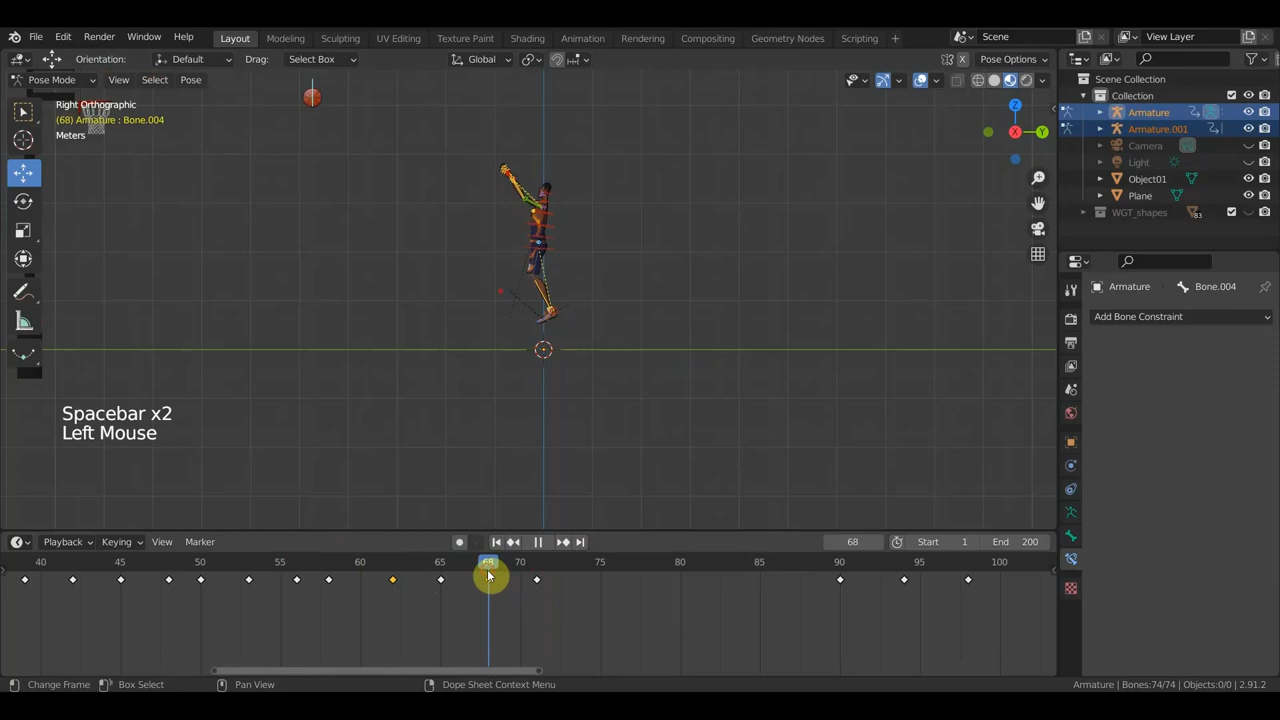 File Edit Render Window Help Layout Modeling Sculpting UV Editing Texture Paint Shading Animation Rendering Compositing Geometry Nodes Scripting + Scene View Layer
Orientation: Default Drag: Select Box Global X Pose Options
Pose Mode View Select Pose
Right Orthographic
(68) Armature : Bone.004
Meters
Z
X
Y
Scene Collection
Collection
Armature
Armature.001
Camera
Light
Object01
Plane
WGT_shapes 83
Armature Bone.004
Add Bone Constraint
Spacebar x2
Left Mouse
Playback Keying View Marker 68 Start 1 End 200
40 45 50 55 60 65 68 70 75 80 85 90 95 100
Change Frame Box Select Pan View Dope Sheet Context Menu Armature | Bones:74/74 | Objects:0/0 | 2.91.2